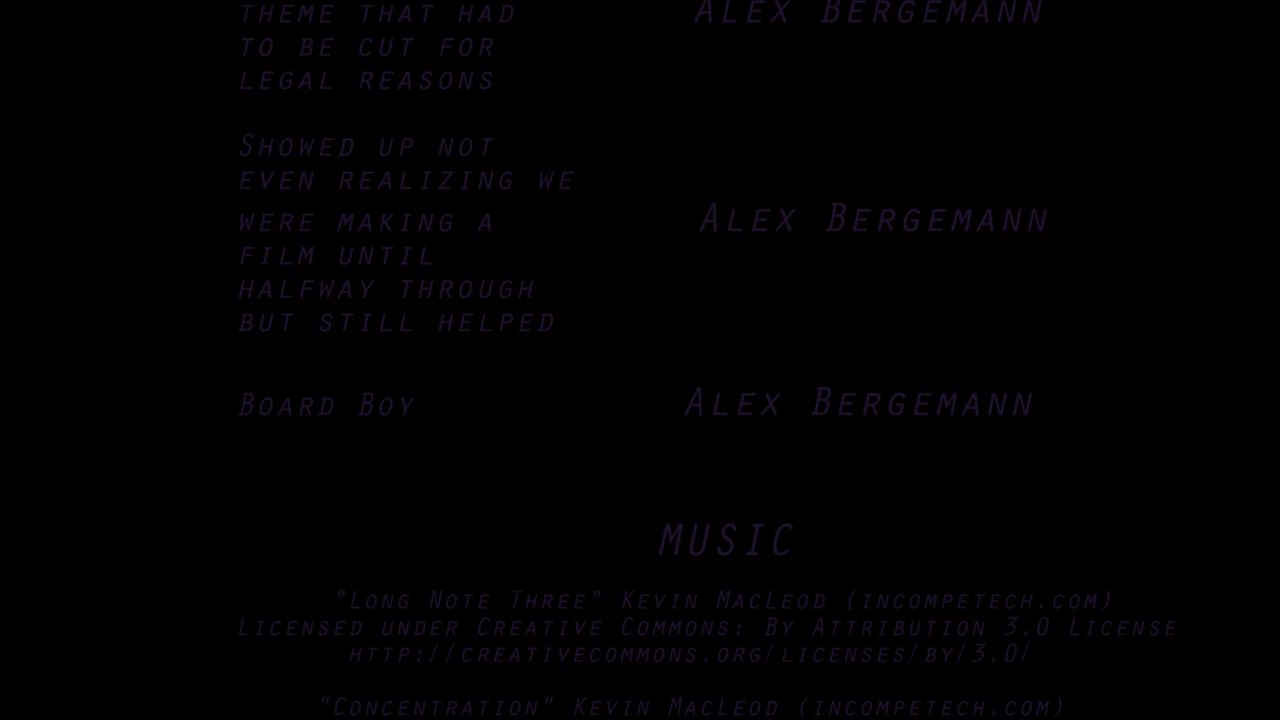 THEME THAT HAD
TO BE CUT FOR
LEGAL REASONS
ALEX BERGEMANN
SHOWED UP NOT
EVEN REALIZING WE
WERE MAKING A
FILM UNTIL
HALFWAY THROUGH
BUT STILL HELPED
ALEX BERGEMANN
BOARD BOY
ALEX BERGEMANN
MUSIC
"LONG NOTE THREE" KEVIN MACLEOD (INCOMPETECH.COM)
LICENSED UNDER CREATIVE COMMONS: BY ATTRIBUTION 3.0 LICENSE
HTTP://CREATIVECOMMONS.ORG/LICENSES/BY/3.0/
"CONCENTRATION" KEVIN MACLEOD (INCOMPETECH.COM)